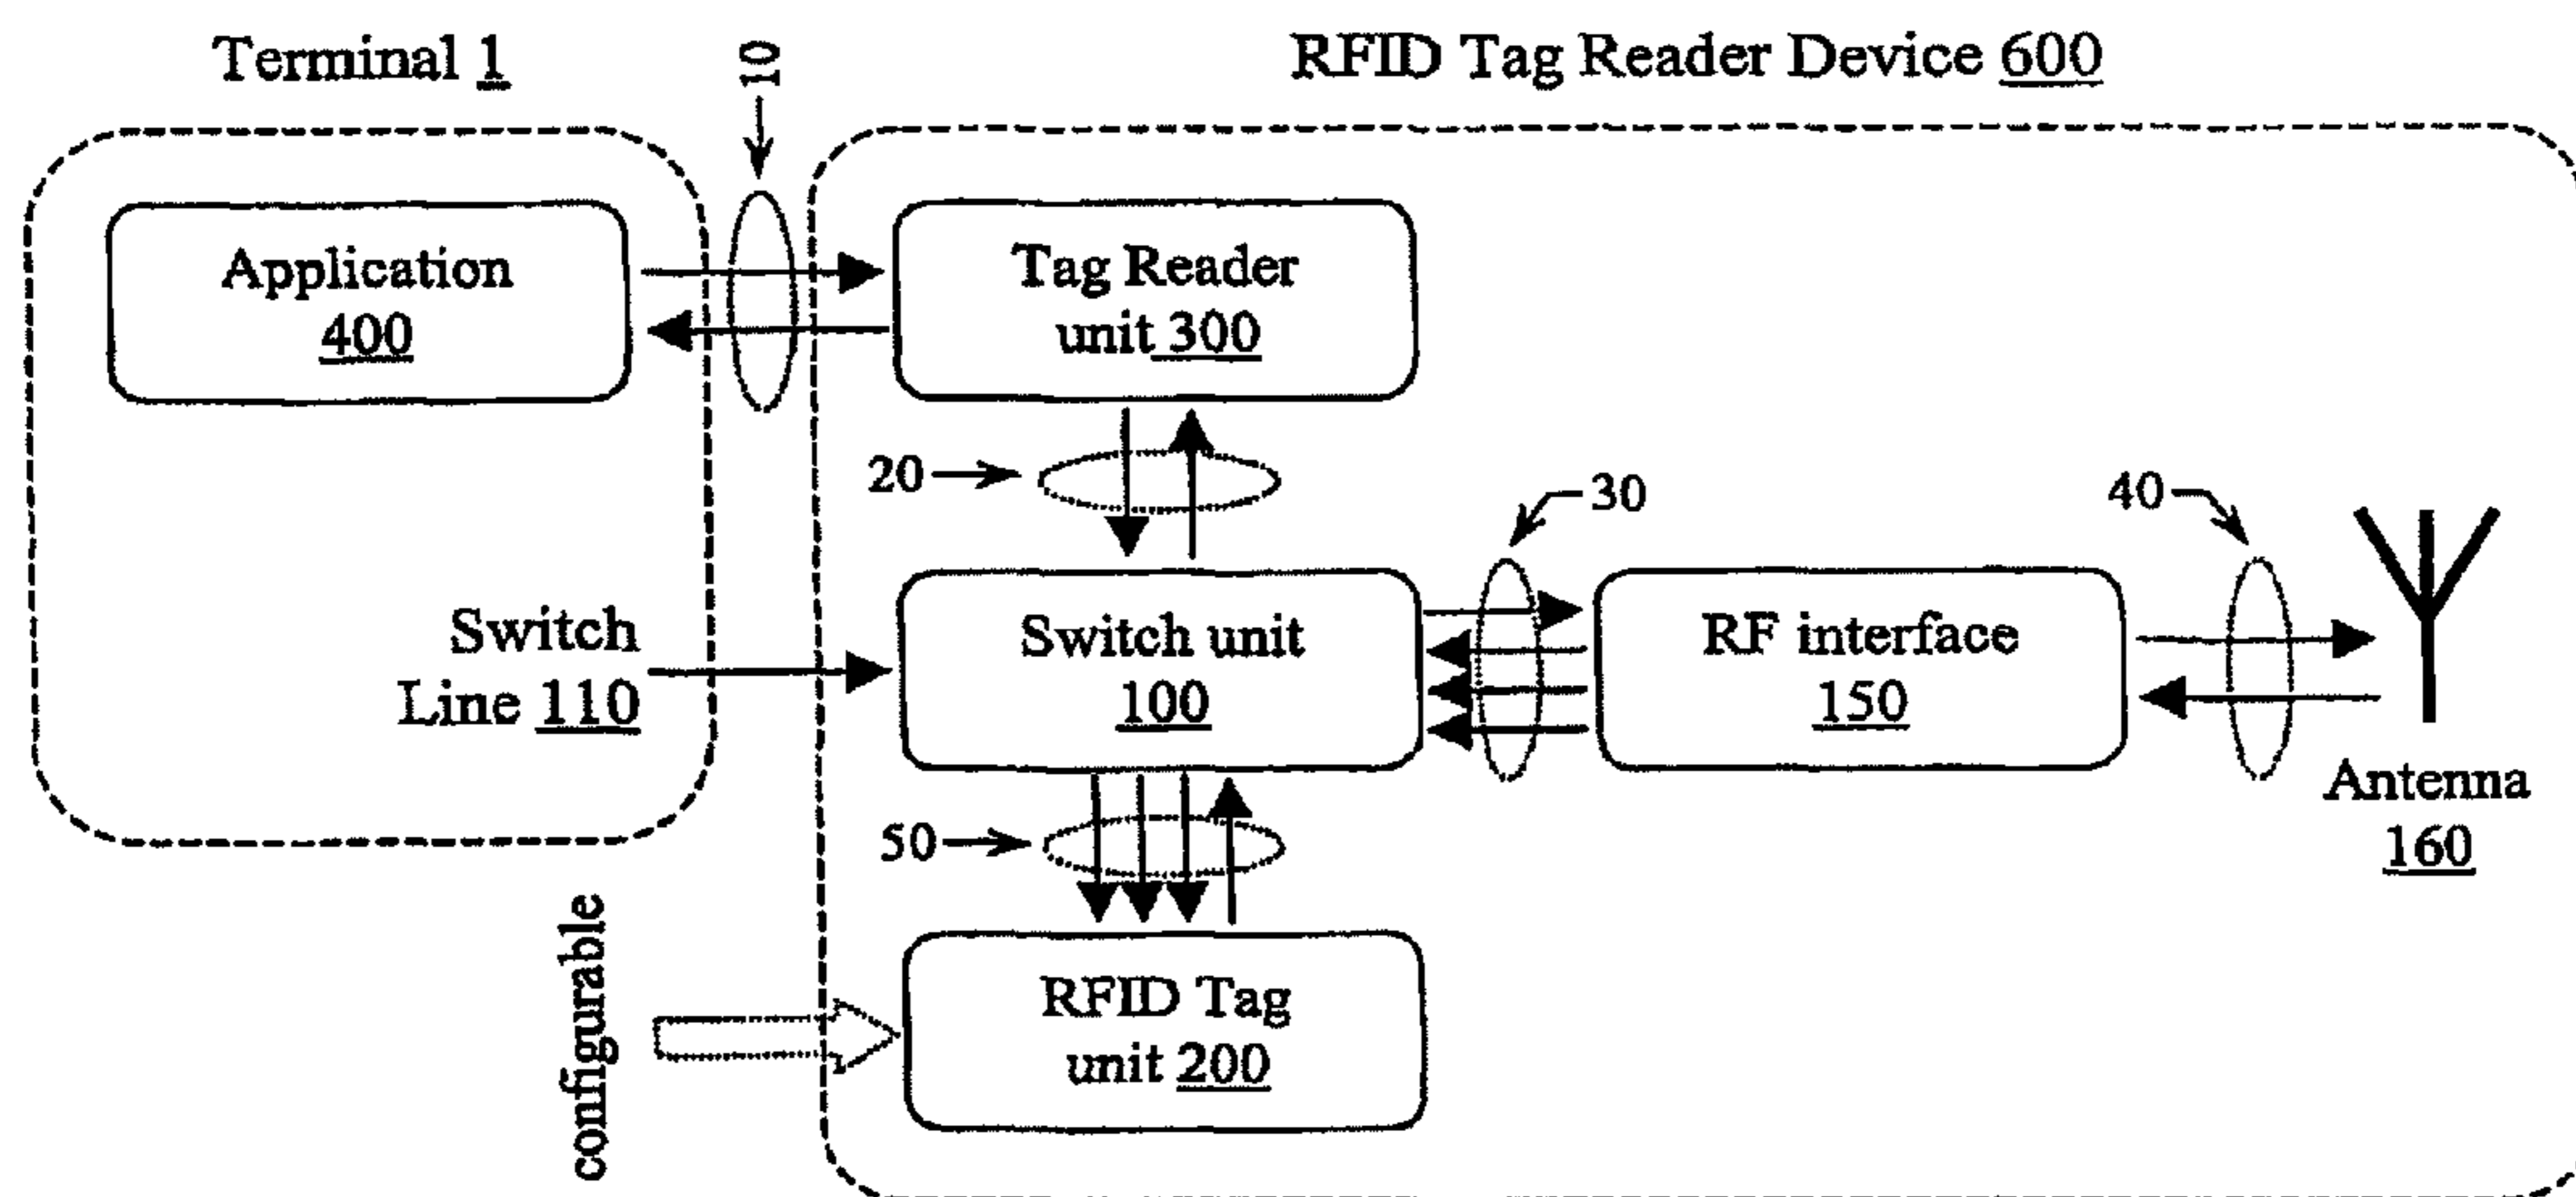 Terminal 1
10
RFID Tag Reader Device 600
Application
400
Tag Reader
unit 300
20
30
40
Switch
Line 110
Switch unit
100
RF interface
150
Antenna
160
50
configurable
RFID Tag
unit 200